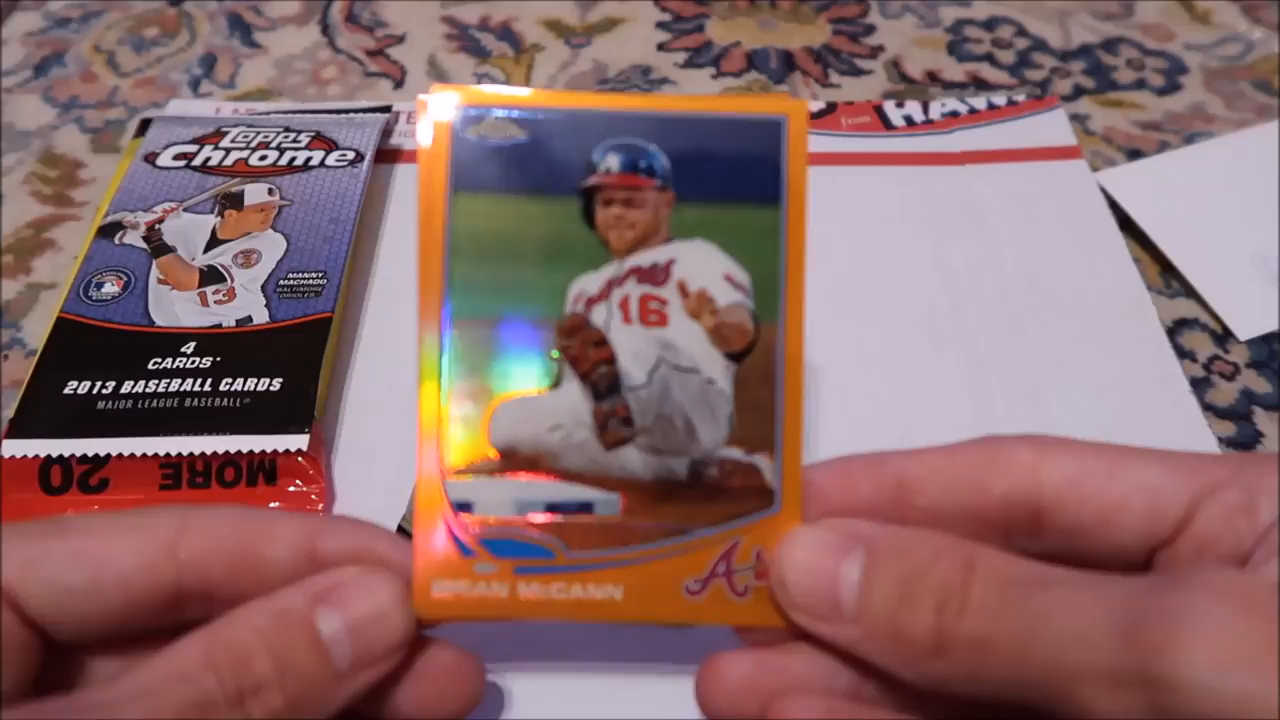 Topps
Chrome
13
MANNY
MACHADO
BALTIMORE
ORIOLES
4
CARDS*
2013 BASEBALL CARDS
MAJOR LEAGUE BASEBALL®
MORE 20
from HAW
A
16
BRIAN McCANN
A